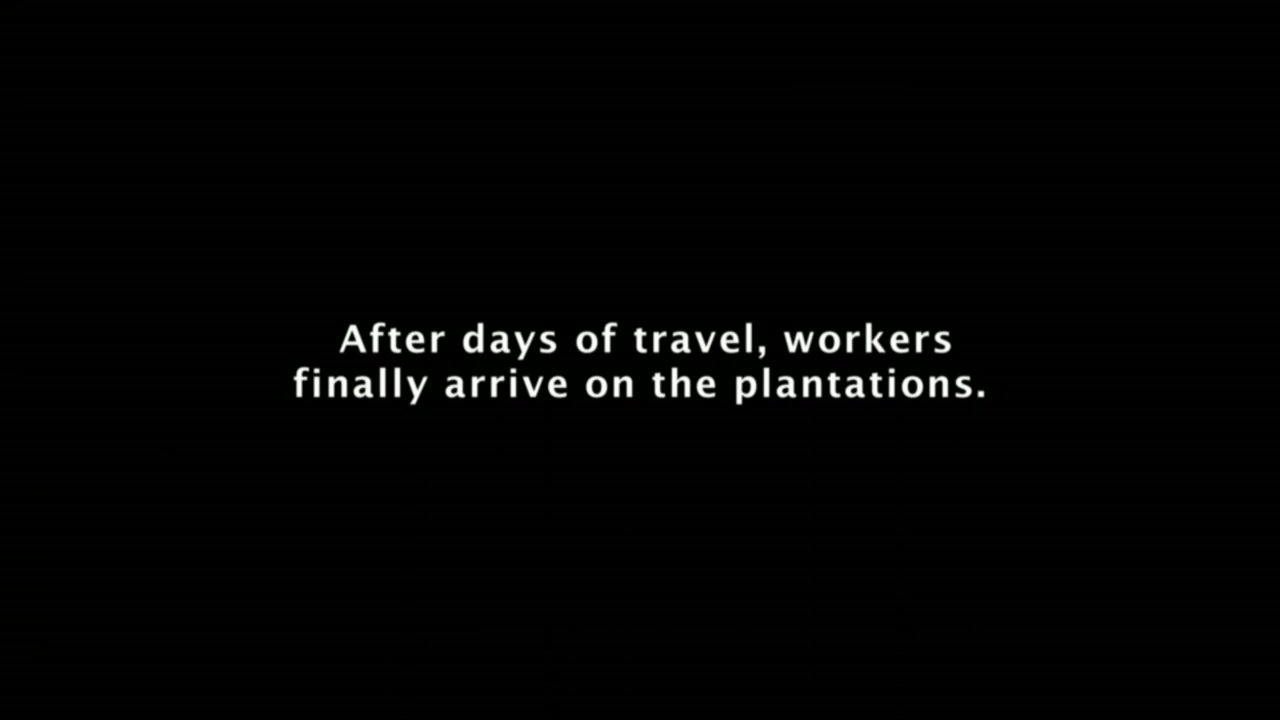 After days of travel, workers
finally arrive on the plantations.